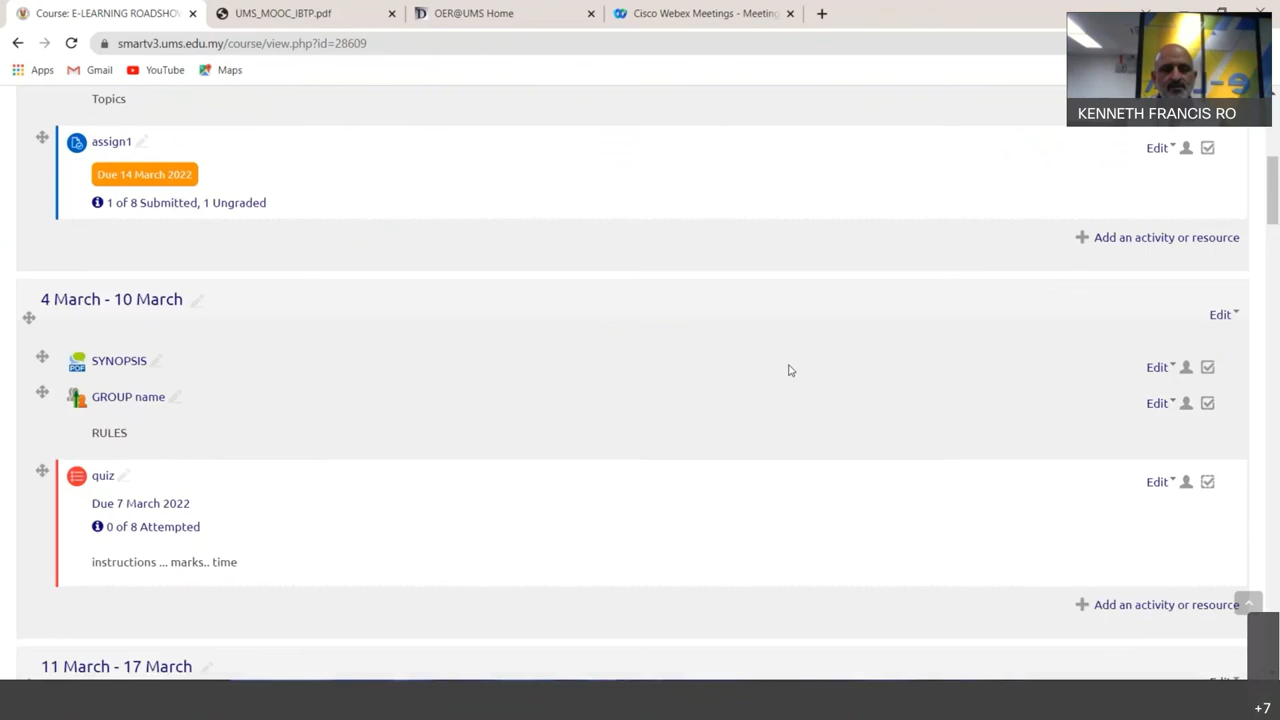 Course: E-LEARNING ROADSHOW
UMS_MOOC_IBTP.pdf
OER@UMS Home
Cisco Webex Meetings - Meeting
smartv3.ums.edu.my/course/view.php?id=28609
Apps
Gmail
YouTube
Maps
KENNETH FRANCIS RO
Topics
assign1
Edit
Due 14 March 2022
1 of 8 Submitted, 1 Ungraded
Add an activity or resource
4 March - 10 March
Edit
SYNOPSIS
Edit
GROUP name
Edit
RULES
quiz
Edit
Due 7 March 2022
0 of 8 Attempted
instructions ... marks.. time
Add an activity or resource
11 March - 17 March
+7